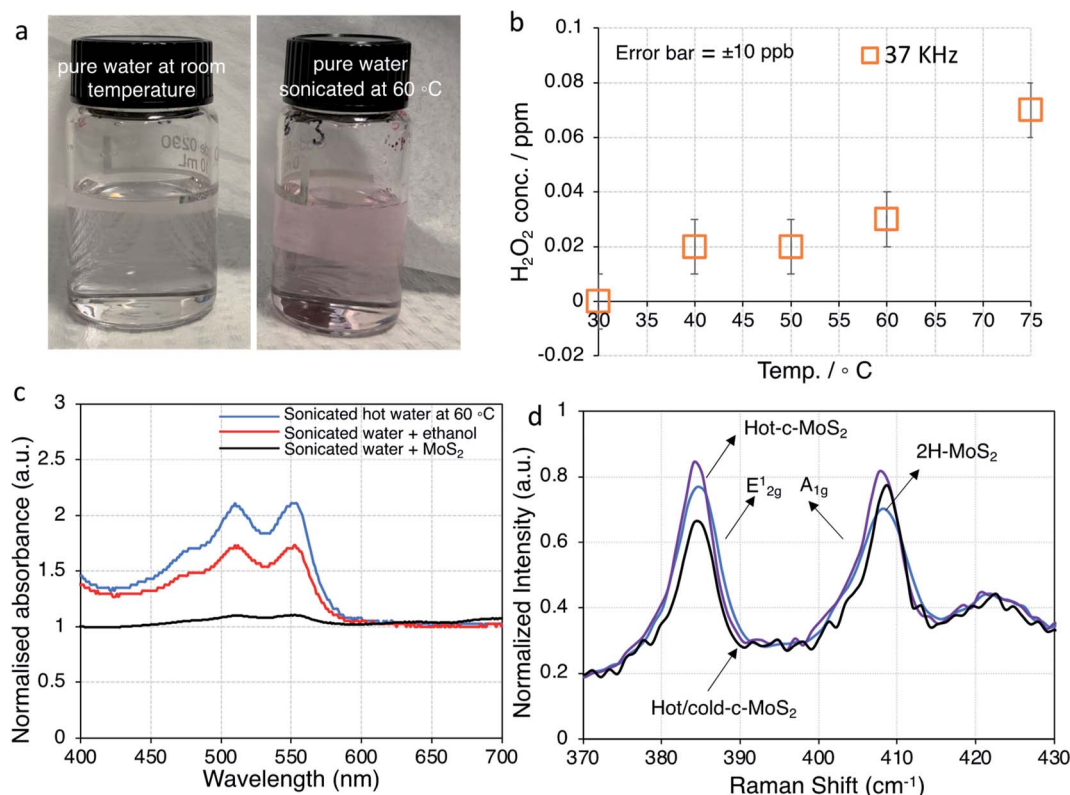 a
pure water at room
temperature
pure water
sonicated at 60 °C
b
Error bar = ±10 ppb
37 KHz
H₂O₂ conc. / ppm
0.1
0.08
0.06
0.04
0.02
0
-0.02
30 35 40 45 50 55 60 65 70 75
Temp. / ° C
c
Sonicated hot water at 60 °C
Sonicated water + ethanol
Sonicated water + MoS₂
Normalised absorbance (a.u.)
3
2.5
2
1.5
1
0.5
0
400 450 500 550 600 650 700
Wavelength (nm)
d
Hot-c-MoS₂
2H-MoS₂
E¹₂g A₁g
Hot/cold-c-MoS₂
Normalized Intensity (a.u.)
1
0.8
0.6
0.4
0.2
0
370 380 390 400 410 420 430
Raman Shift (cm⁻¹)